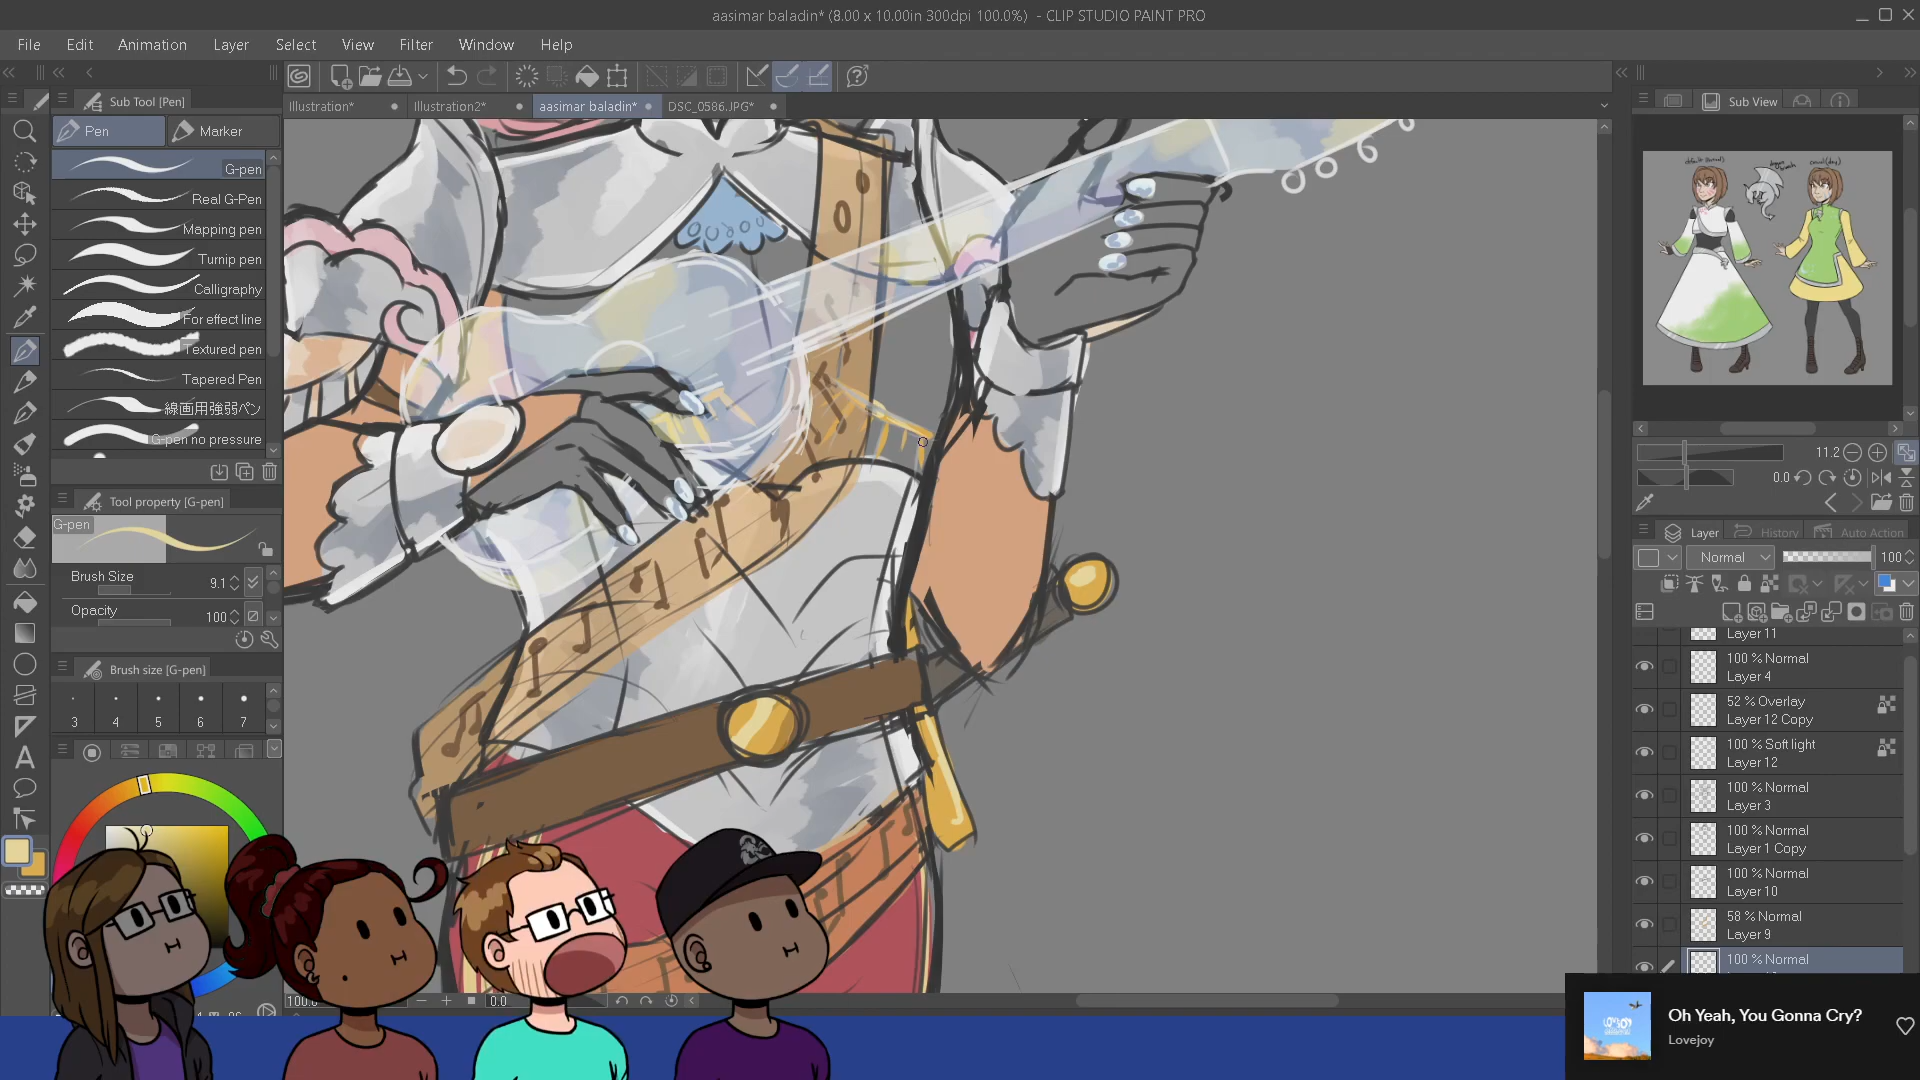 aasimar baladin* (8.00 x 10.00in 300dpi 100.0%)  - CLIP STUDIO PAINT PRO
File Edit Animation Layer Select View Filter Window Help
Sub Tool [Pen]
Illustration* Illustration2* aasimar baladin* DSC_0586.JPG*
Sub View
Pen Marker
G-pen
Real G-Pen
Mapping pen
Turnip pen
Calligraphy
For effect line
Textured pen
Tapered Pen
線画用強弱ペン
G-pen no pressure
Tool property [G-pen]
G-pen
Brush Size 9.1
Opacity 100
Brush size [G-pen]
3 4 5 6 7
11.2
0.0
Layer History Auto Action
Normal 100
Layer 11
100 % Normal
Layer 4
52 % Overlay
Layer 12 Copy
100 % Soft light
Layer 12
100 % Normal
Layer 3
100 % Normal
Layer 1 Copy
100 % Normal
Layer 10
58 % Normal
Layer 9
100 % Normal
100.0 0.0
Oh Yeah, You Gonna Cry?
Lovejoy